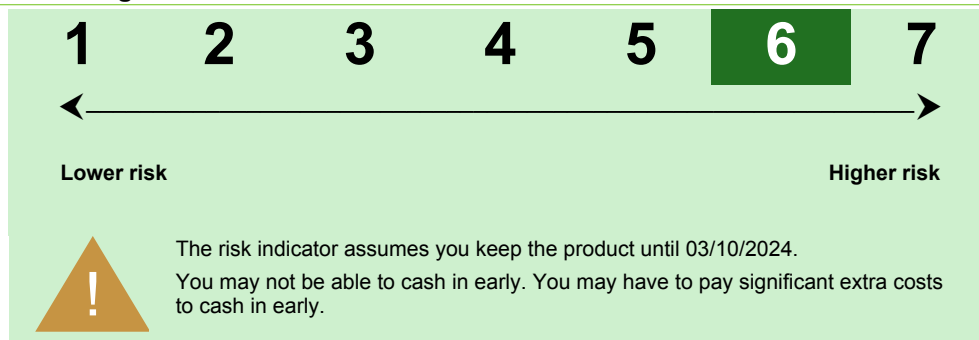 1 2 3 4 5 6 7
Lower risk Higher risk
!
The risk indicator assumes you keep the product until 03/10/2024.
You may not be able to cash in early. You may have to pay significant extra costs
to cash in early.